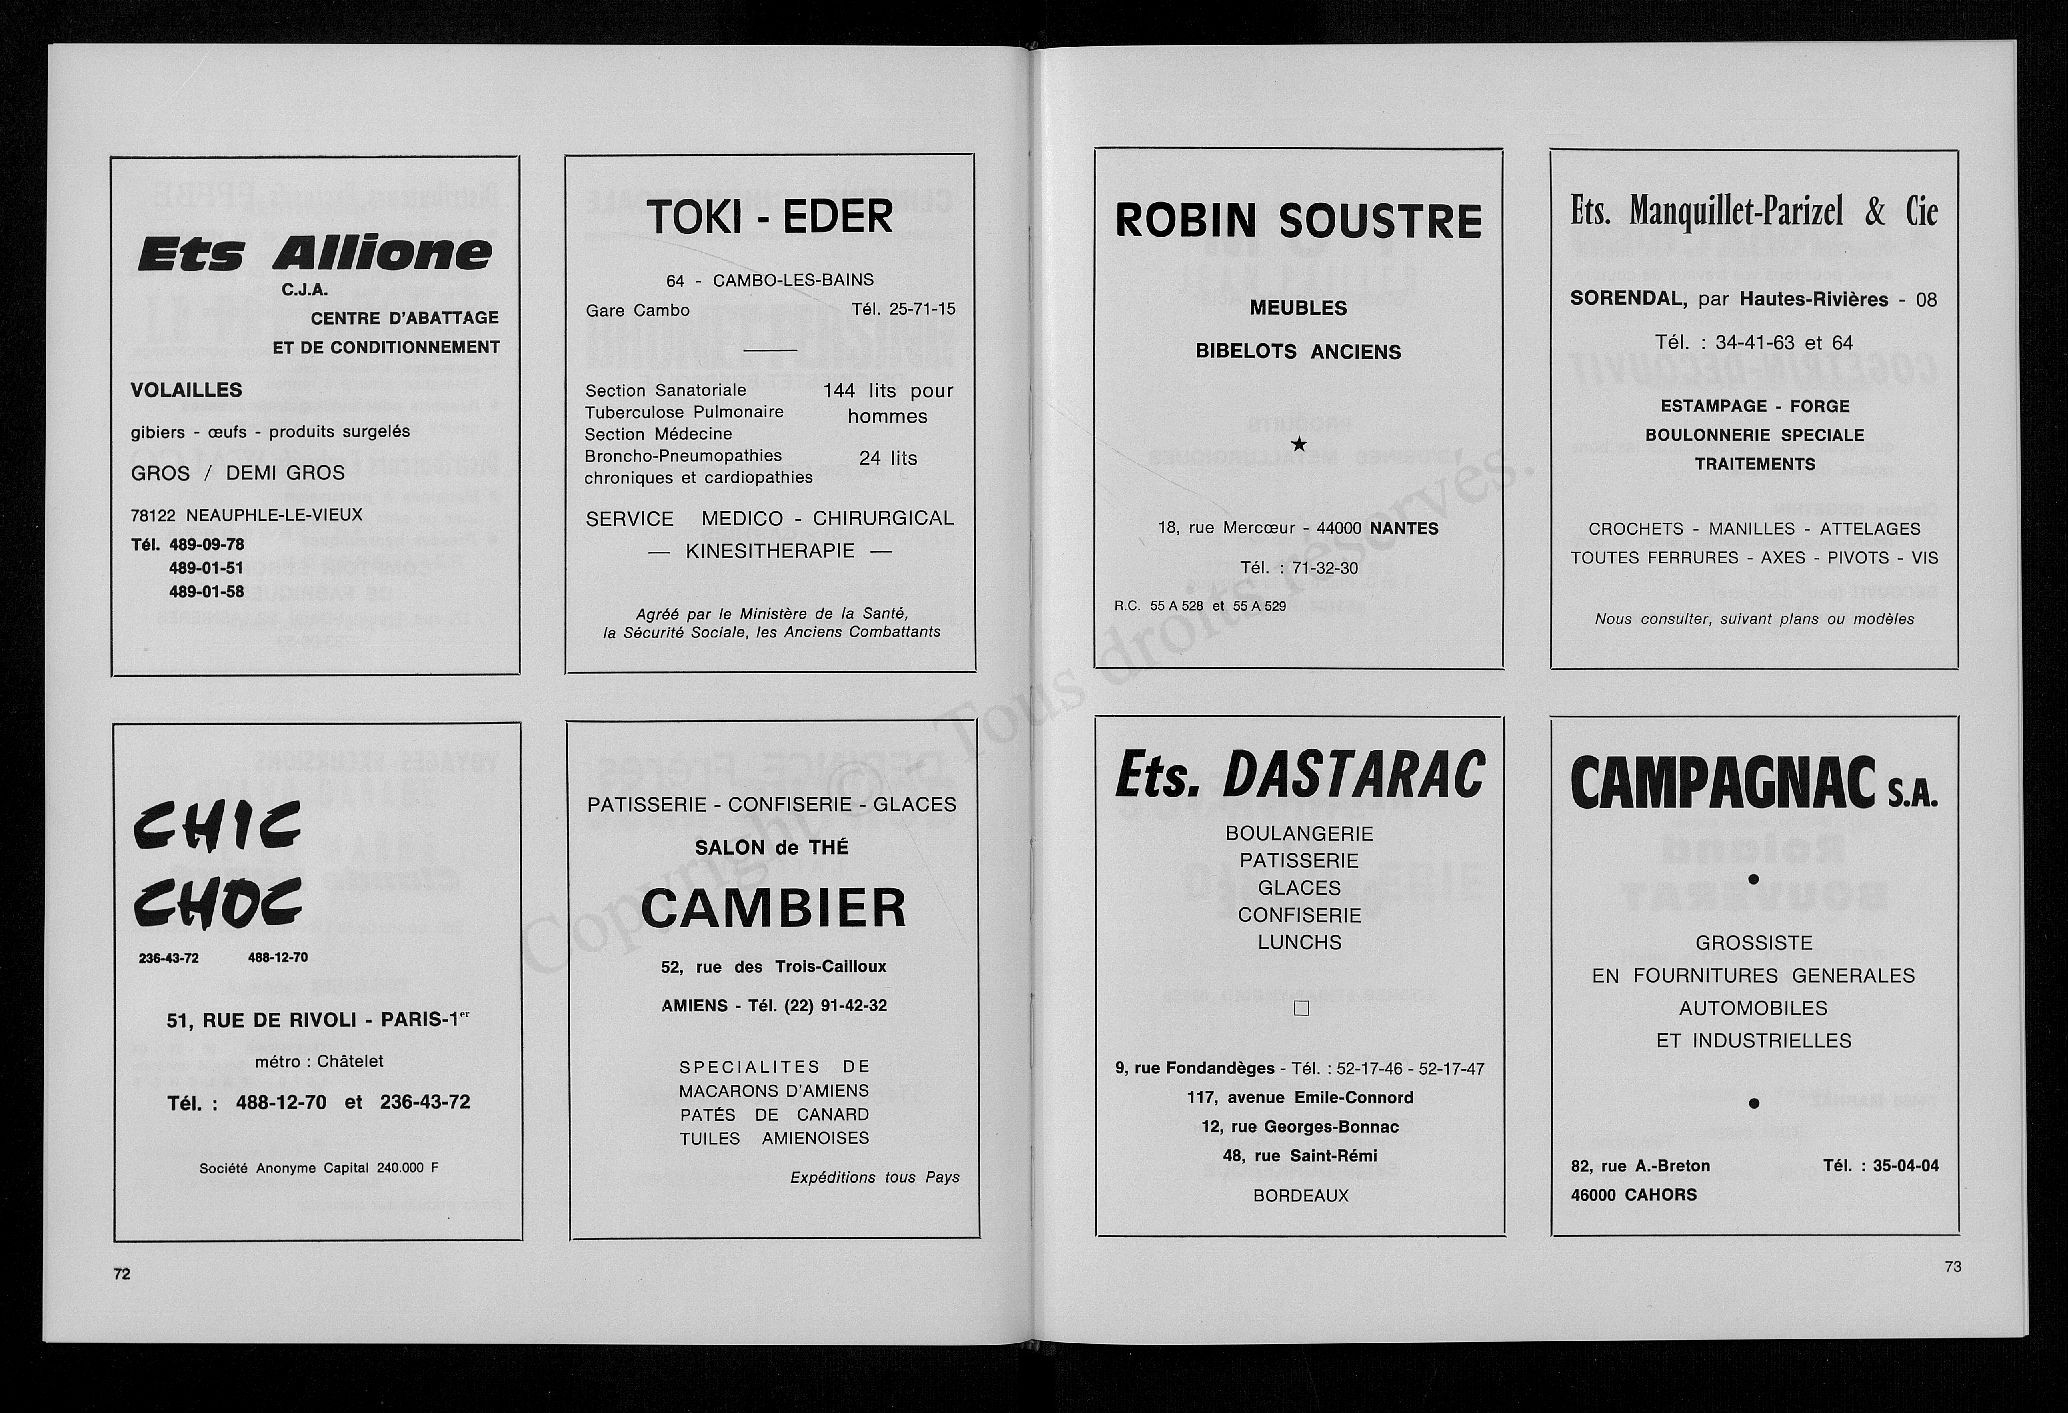 Ets Allione
C.J.A.
CENTRE D'ABATTAGE
ET DE CONDITIONNEMENT
VOLAILLES
gibiers - œufs - produits surgelés
GROS / DEMI GROS
78122 NEAUPHLE-LE-VIEUX
Tél. 489-09-78
489-01-51
489-01-58
TOKI - EDER
64 - CAMBO-LES-BAINS
Gare Cambo Tél. 25-71-15
Section Sanatoriale 144 lits pour
Tuberculose Pulmonaire hommes
Section Médecine
Broncho-Pneumopathies 24 lits
chroniques et cardiopathies
SERVICE MEDICO - CHIRURGICAL
— KINESITHERAPIE —
Agréé par le Ministère de la Santé,
la Sécurité Sociale, les Anciens Combattants
CHIC
CHOC
236-43-72 488-12-70
51, RUE DE RIVOLI - PARIS-1er
métro : Châtelet
Tél. : 488-12-70 et 236-43-72
Société Anonyme Capital 240.000 F
PATISSERIE - CONFISERIE - GLACES
SALON de THÉ
CAMBIER
52, rue des Trois-Cailloux
AMIENS - Tél. (22) 91-42-32
SPECIALITES DE
MACARONS D'AMIENS
PATÉS DE CANARD
TUILES AMIENOISES
Expéditions tous Pays
72
ROBIN SOUSTRE
MEUBLES
BIBELOTS ANCIENS
★
18, rue Mercœur - 44000 NANTES
Tél. : 71-32-30
R.C. 55 A 528 et 55 A 529
Ets. Manquillet-Parizel & Cie
SORENDAL, par Hautes-Rivières - 08
Tél. : 34-41-63 et 64
ESTAMPAGE - FORGE
BOULONNERIE SPECIALE
TRAITEMENTS
CROCHETS - MANILLES - ATTELAGES
TOUTES FERRURES - AXES - PIVOTS - VIS
Nous consulter, suivant plans ou modèles
Ets. DASTARAC
BOULANGERIE
PATISSERIE
GLACES
CONFISERIE
LUNCHS
9, rue Fondandèges - Tél. : 52-17-46 - 52-17-47
117, avenue Emile-Connord
12, rue Georges-Bonnac
48, rue Saint-Rémi
BORDEAUX
CAMPAGNAC S.A.
GROSSISTE
EN FOURNITURES GENERALES
AUTOMOBILES
ET INDUSTRIELLES
82, rue A.-Breton Tél. : 35-04-04
46000 CAHORS
73
Copyright © - Tous droits réservés.